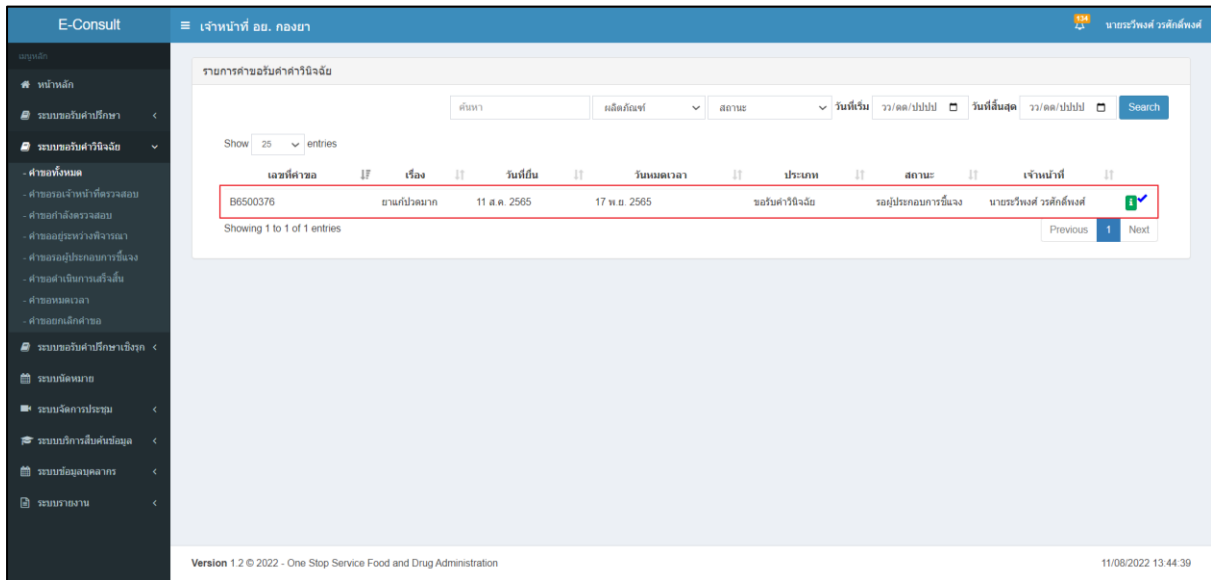 E-Consult
เจ้าหน้าที่ อย. กองยา
134
นายระวีพงศ์ วรศักดิ์พงศ์
เมนูหลัก
หน้าหลัก
ระบบขอรับคำปรึกษา
ระบบขอรับคำวินิจฉัย
- คำขอทั้งหมด
- คำขอรอเจ้าหน้าที่ตรวจสอบ
- คำขอกำลังตรวจสอบ
- คำขออยู่ระหว่างพิจารณา
- คำขอรอผู้ประกอบการชี้แจง
- คำขอดำเนินการเสร็จสิ้น
- คำขอหมดเวลา
- คำขอยกเลิกคำขอ
ระบบขอรับคำปรึกษาเชิงรุก
ระบบนัดหมาย
ระบบจัดการประชุม
ระบบบริการสืบค้นข้อมูล
ระบบข้อมูลบุคลากร
ระบบรายงาน
รายการคำขอรับคำคำวินิจฉัย
ค้นหา ผลิตภัณฑ์ สถานะ วันที่เริ่ม วว/ดด/ปปปป วันที่สิ้นสุด วว/ดด/ปปปป Search
Show 25 entries
เลขที่คำขอ เรื่อง วันที่ยื่น วันหมดเวลา ประเภท สถานะ เจ้าหน้าที่
B6500376 ยาแก้ปวดมาก 11 ส.ค. 2565 17 พ.ย. 2565 ขอรับคำวินิจฉัย รอผู้ประกอบการชี้แจง นายระวีพงศ์ วรศักดิ์พงศ์
Showing 1 to 1 of 1 entries
Previous 1 Next
Version 1.2 © 2022 - One Stop Service Food and Drug Administration
11/08/2022 13:44:39